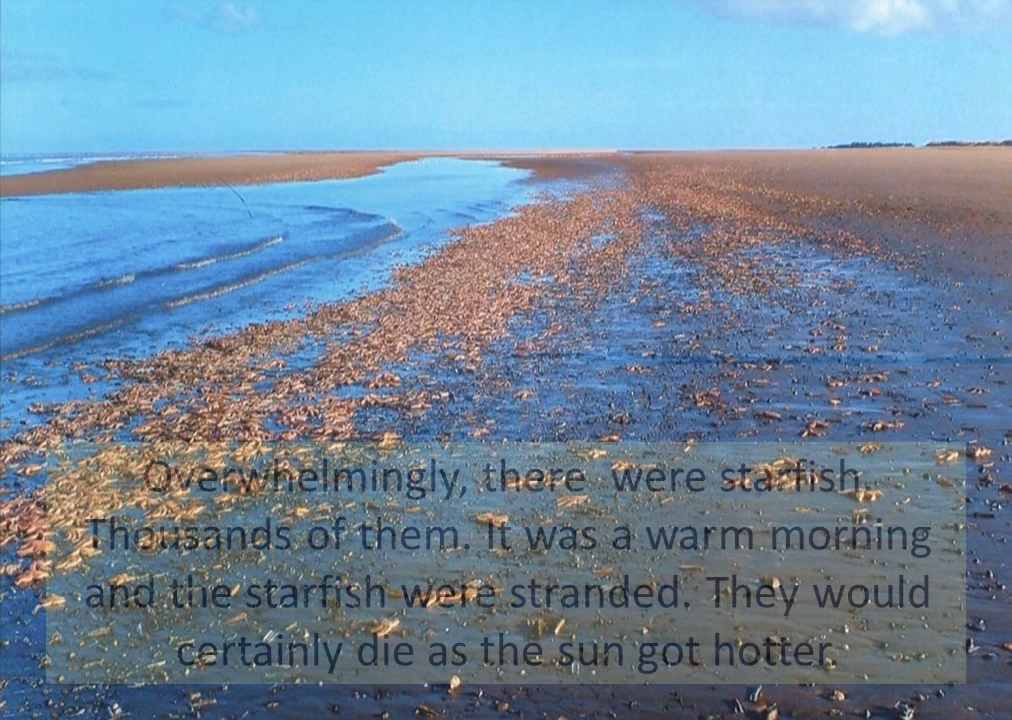 Overwhelmingly, there were starfish.
Thousands of them. It was a warm morning
and the starfish were stranded. They would
certainly die as the sun got hotter